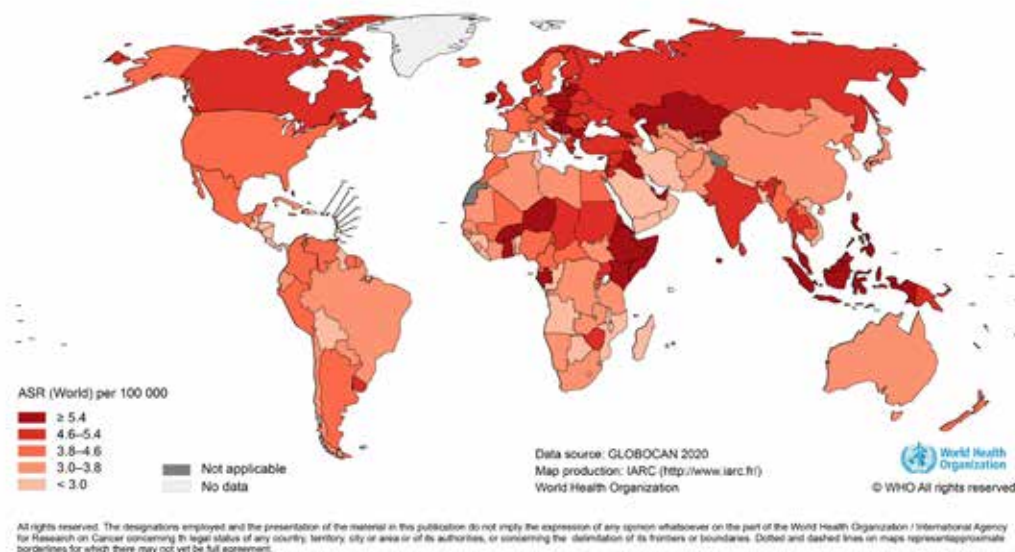 ASR (World) per 100 000
≥ 5.4
4.6–5.4
3.8–4.6
3.0–3.8
< 3.0
Not applicable
No data
Data source: GLOBOCAN 2020
Map production: IARC (http://www.iarc.fr/)
World Health Organization
World Health
Organization
© WHO All rights reserved
All rights reserved. The designations employed and the presentation of the material in this publication do not imply the expression of any opinion whatsoever on the part of the World Health Organization / International Agency
for Research on Cancer concerning th legal status of any country, territory, city or area or of its authorities, or concerning the delimitation of its frontiers or boundaries. Dotted and dashed lines on maps representapproximate
borderlines for which there may not yet be full agreement.